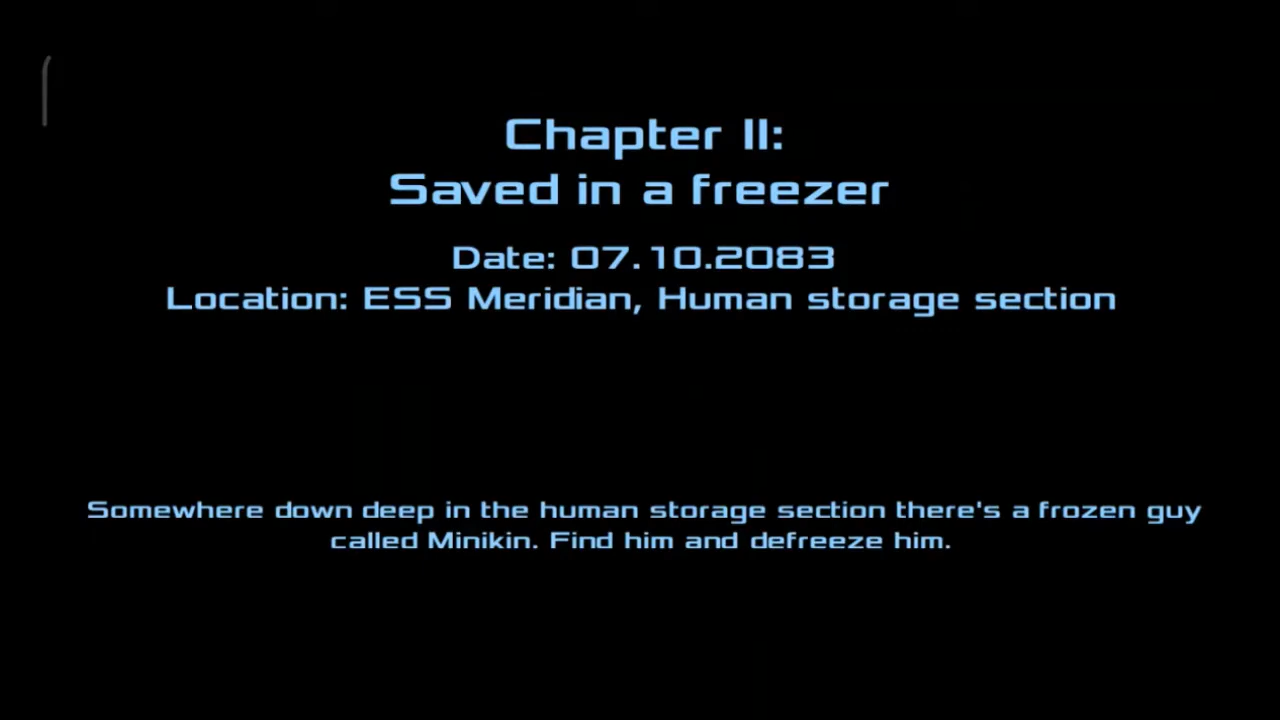 Chapter II:
Saved in a freezer
Date: 07.10.2083
Location: ESS Meridian, Human storage section
Somewhere down deep in the human storage section there's a frozen guy
called Minikin. Find him and defreeze him.